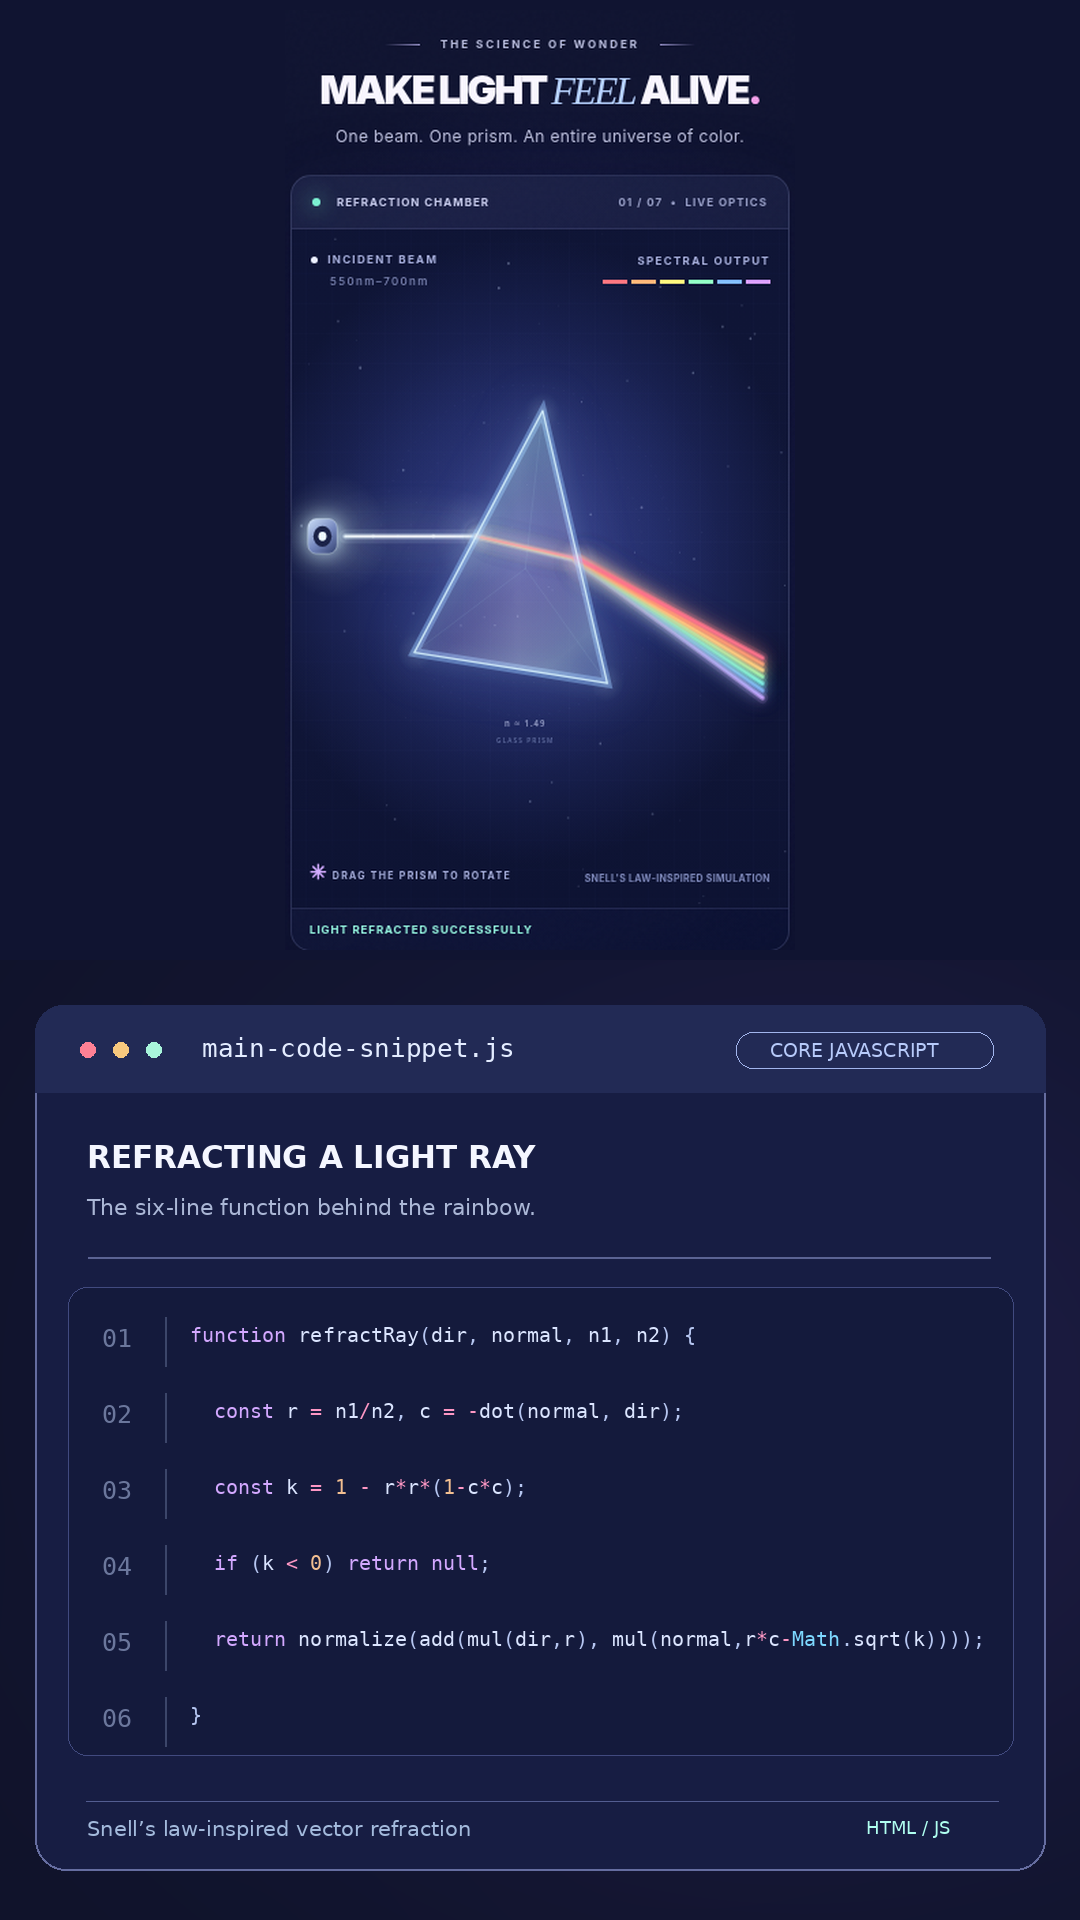 THE SCIENCE OF WONDER
MAKE LIGHT FEEL ALIVE.
One beam. One prism. An entire universe of color.
REFRACTION CHAMBER
01 / 07 • LIVE OPTICS
INCIDENT BEAM
550nm–700nm
SPECTRAL OUTPUT
n ≈ 1.49
GLASS PRISM
DRAG THE PRISM TO ROTATE
SNELL'S LAW-INSPIRED SIMULATION
LIGHT REFRACTED SUCCESSFULLY
main-code-snippet.js
CORE JAVASCRIPT
REFRACTING A LIGHT RAY
The six-line function behind the rainbow.
01 function refractRay(dir, normal, n1, n2) {
02   const r = n1/n2, c = -dot(normal, dir);
03   const k = 1 - r*r*(1-c*c);
04   if (k < 0) return null;
05   return normalize(add(mul(dir,r), mul(normal,r*c-Math.sqrt(k))));
06 }
Snell’s law-inspired vector refraction
HTML / JS